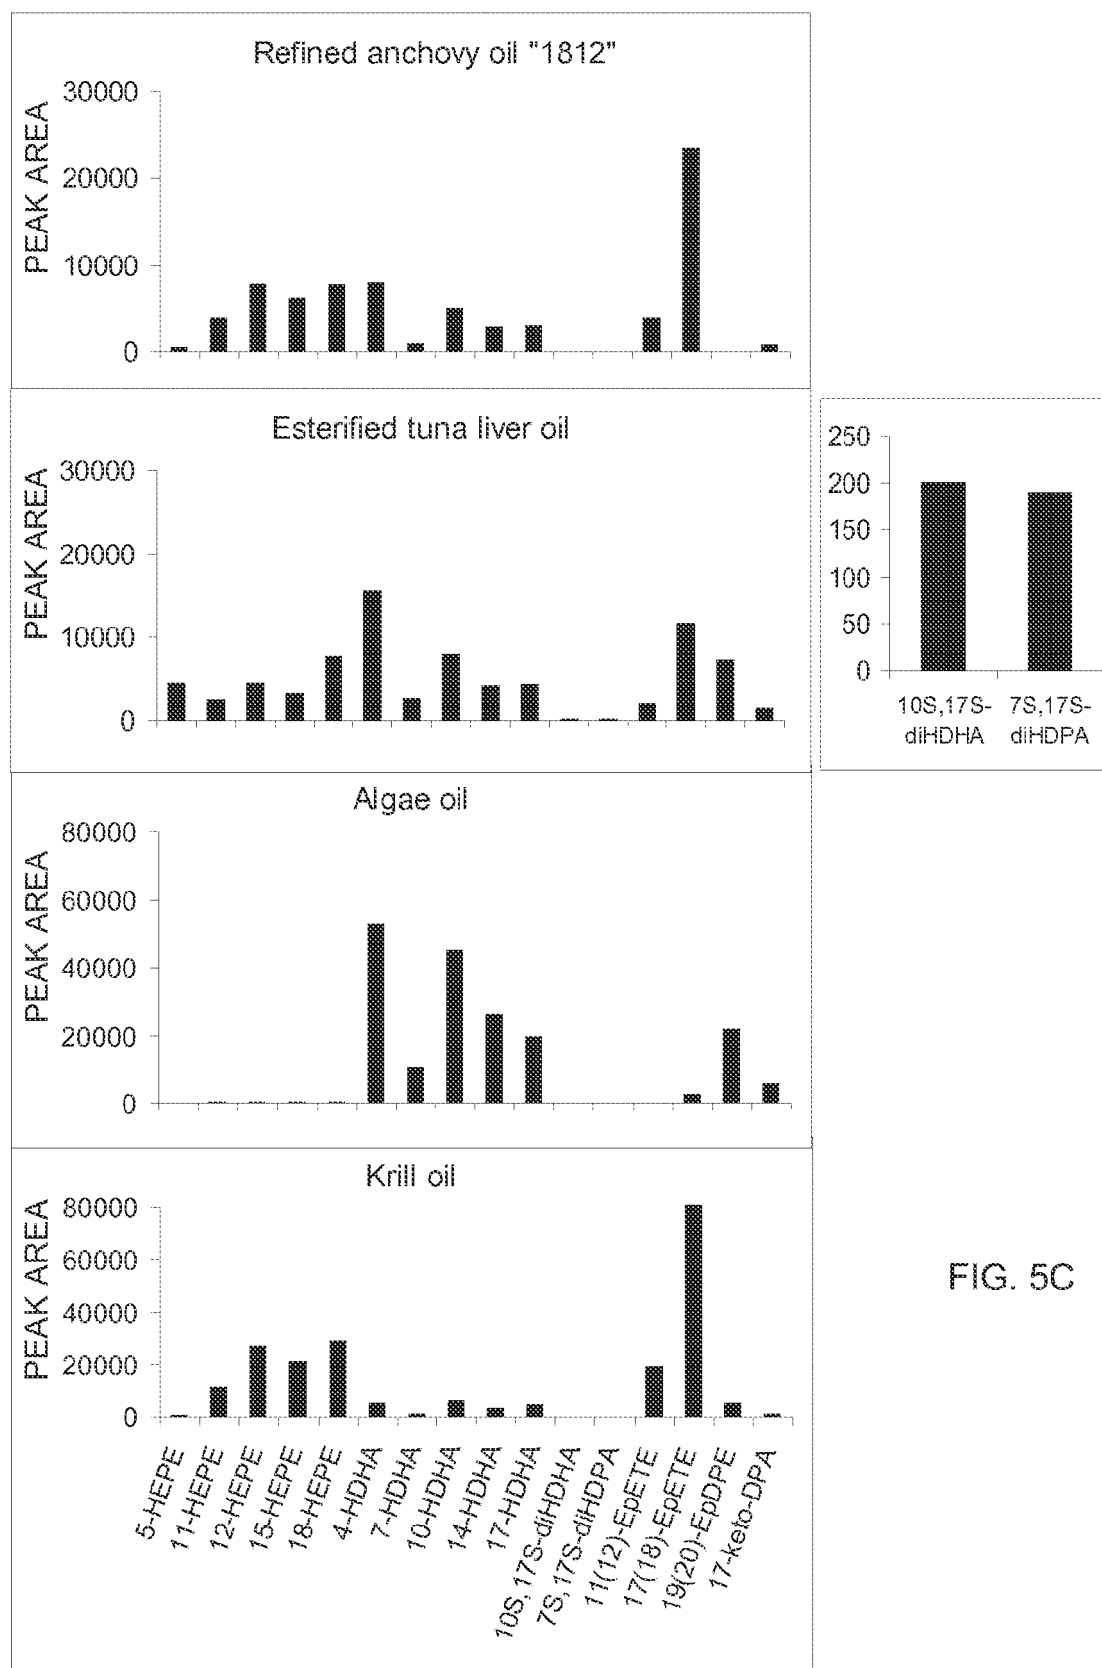 Refined anchovy oil "1812"
PEAK AREA
30000
20000
10000
0
Esterified tuna liver oil
PEAK AREA
30000
20000
10000
0
250
200
150
100
50
0
10S,17S-
diHDHA
7S,17S-
diHDPA
Algae oil
PEAK AREA
80000
60000
40000
20000
0
Krill oil
PEAK AREA
80000
60000
40000
20000
0
5-HEPE
11-HEPE
12-HEPE
15-HEPE
18-HEPE
4-HDHA
7-HDHA
10-HDHA
14-HDHA
17-HDHA
10S,17S-diHDHA
7S,17S-diHDPA
11(12)-EpETE
17(18)-EpETE
19(20)-EpDPE
17-keto-DPA
FIG. 5C